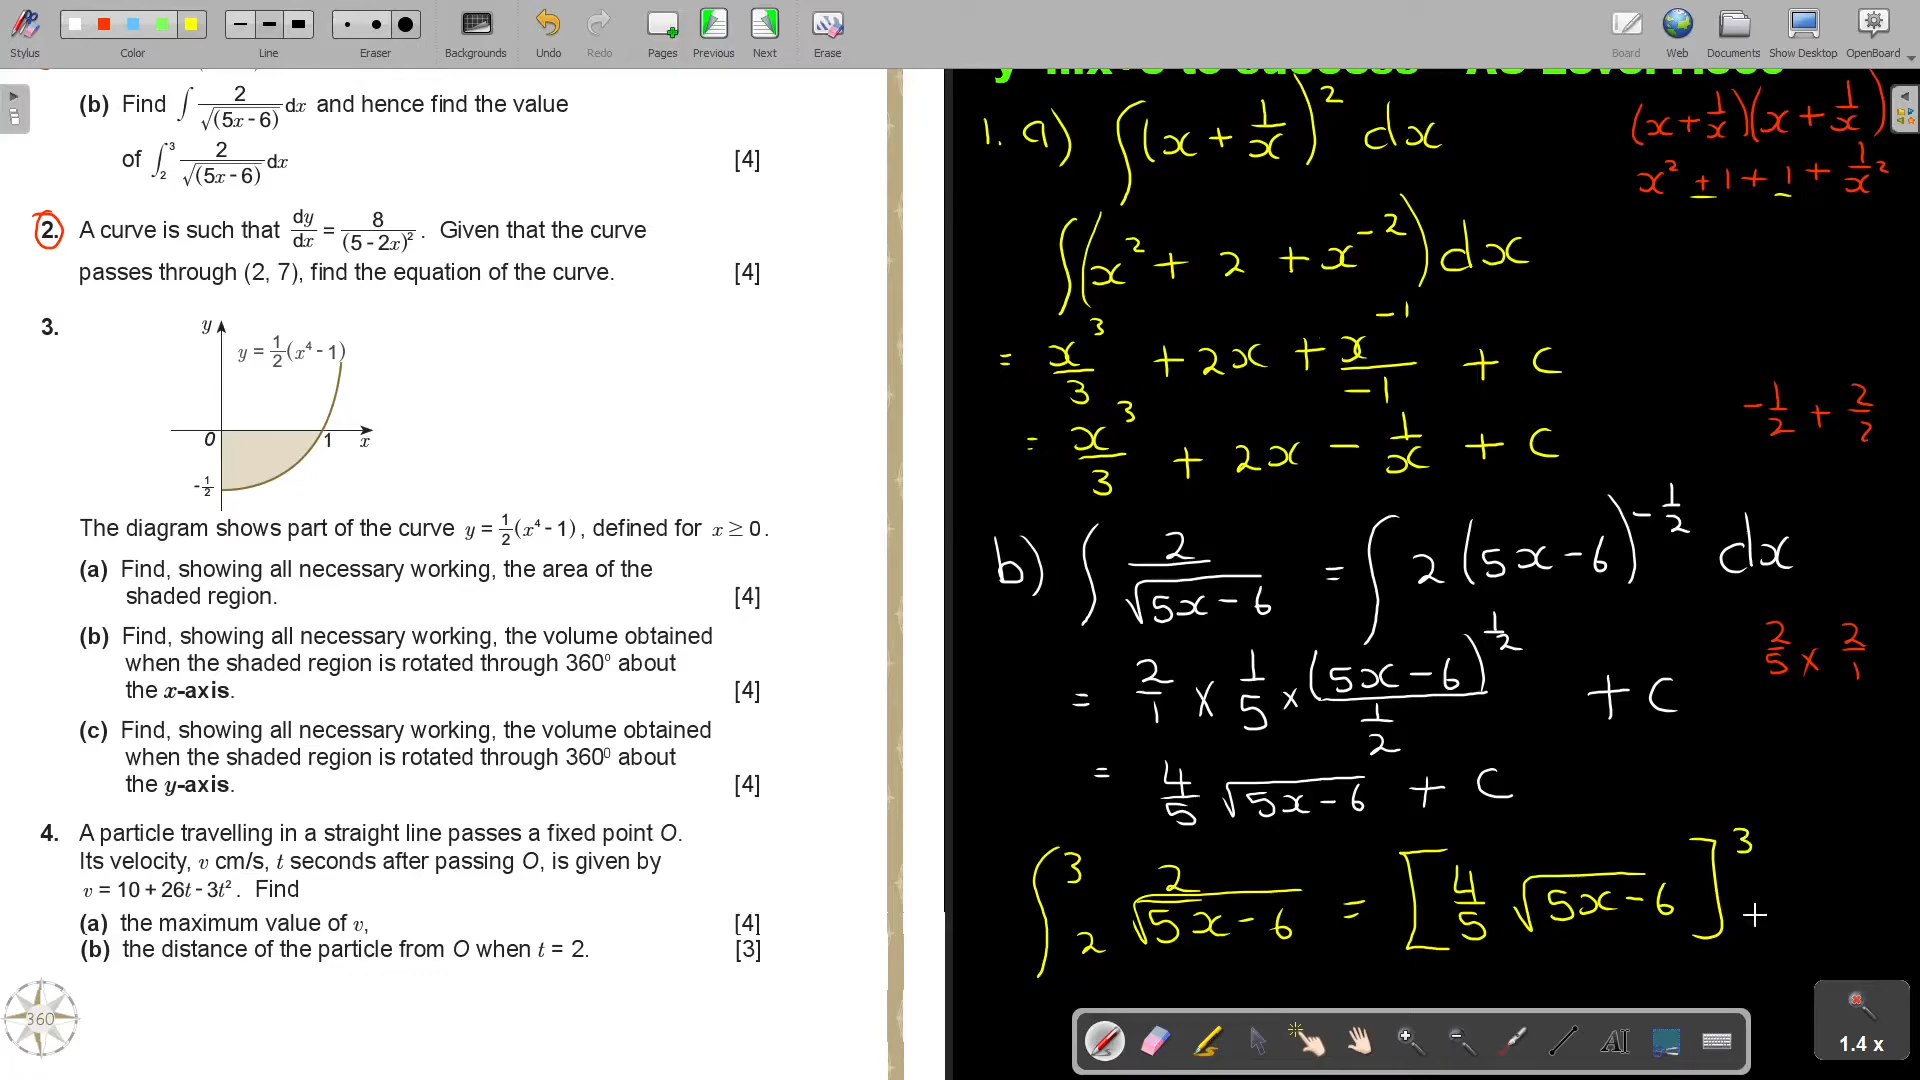 Stylus Color Line Eraser Backgrounds Undo Redo Pages Previous Next Erase Board Web Documents Show Desktop OpenBoard
(b) Find ∫ 2/√(5x - 6) dx and hence find the value
of ∫₂³ 2/√(5x - 6) dx [4]
2. A curve is such that dy/dx = 8/(5 - 2x)². Given that the curve
passes through (2, 7), find the equation of the curve. [4]
3.
y
y = 1/2(x⁴ - 1)
0 1 x
-1/2
The diagram shows part of the curve y = 1/2(x⁴ - 1), defined for x ≥ 0.
(a) Find, showing all necessary working, the area of the
shaded region. [4]
(b) Find, showing all necessary working, the volume obtained
when the shaded region is rotated through 360° about
the x-axis. [4]
(c) Find, showing all necessary working, the volume obtained
when the shaded region is rotated through 360⁰ about
the y-axis. [4]
4. A particle travelling in a straight line passes a fixed point O.
Its velocity, v cm/s, t seconds after passing O, is given by
v = 10 + 26t - 3t². Find
(a) the maximum value of v, [4]
(b) the distance of the particle from O when t = 2. [3]
360
1. a) ∫(x + 1/x)² dx
(x + 1/x)(x + 1/x)
x² + 1 + 1 + 1/x²
∫(x² + 2 + x⁻²) dx
= x³/3 + 2x + x⁻¹/-1 + C
-1/2 + 2/2
= x³/3 + 2x - 1/x + C
b) ∫ 2/√5x-6 = ∫ 2(5x-6)^-1/2 dx
2/5 × 2/1
= 2/1 × 1/5 × (5x-6)^1/2 / 1/2 + C
= 4/5 √5x-6 + C
∫₂³ 2/√5x-6 = [4/5 √5x-6]³
1.4 x